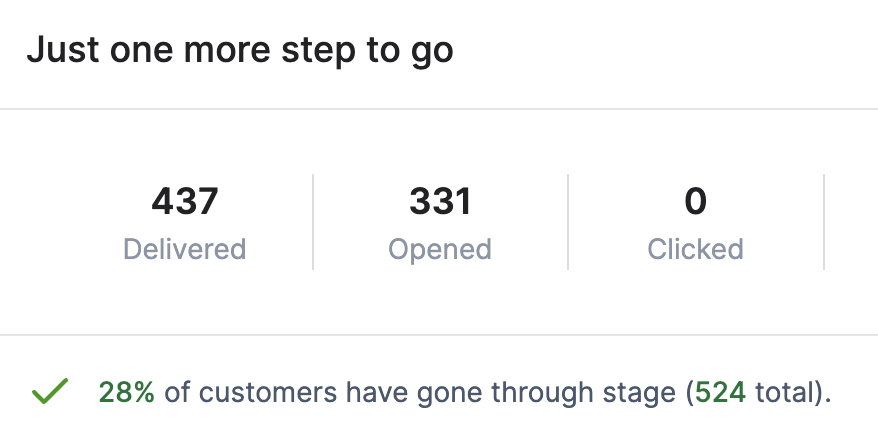 Just one more step to go
437
331
0
Delivered
Opened
Clicked
28% of customers have gone through stage (524 total).